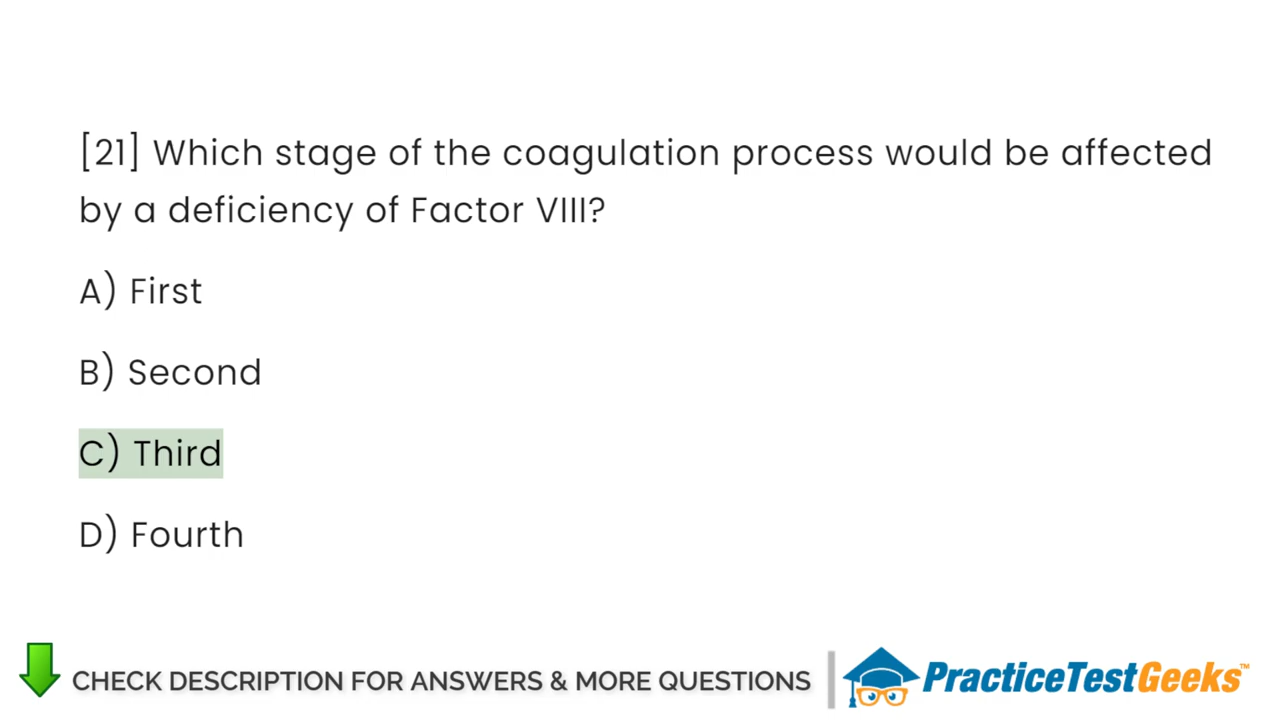 [21] Which stage of the coagulation process would be affected
by a deficiency of Factor VIII?
A) First
B) Second
C) Third
D) Fourth
CHECK DESCRIPTION FOR ANSWERS & MORE QUESTIONS
PracticeTestGeeks™